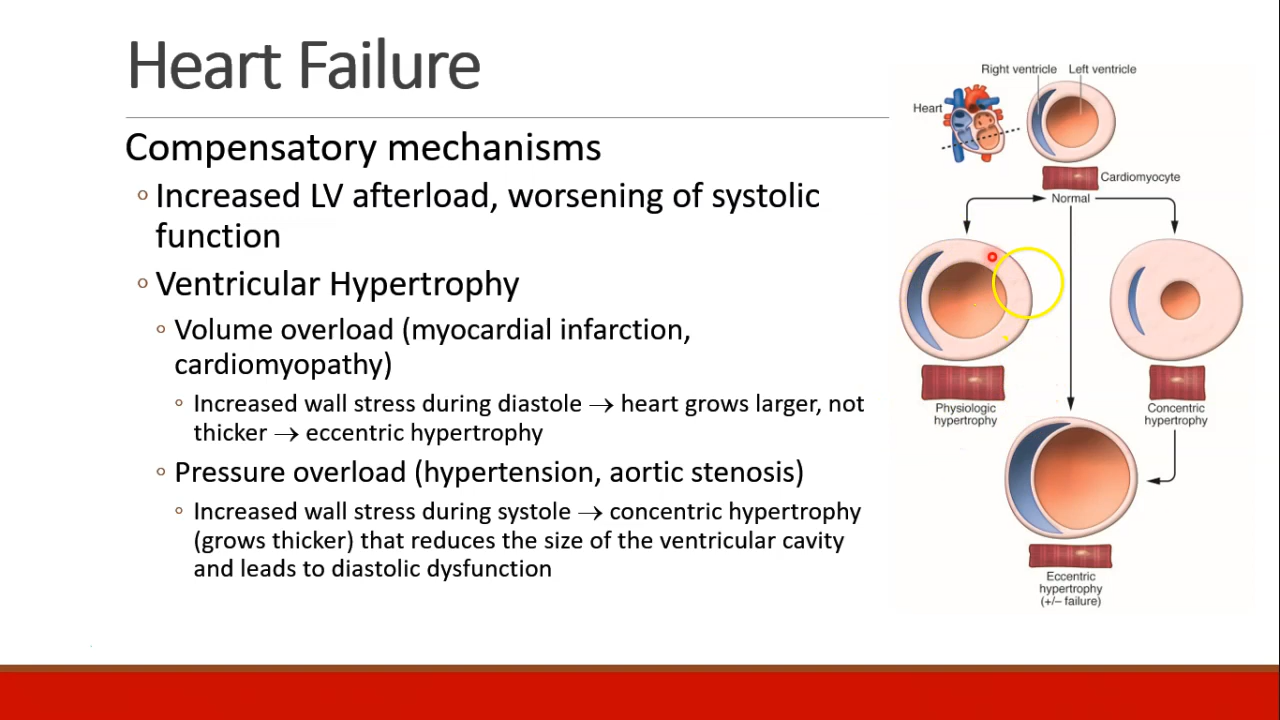 Heart Failure
Compensatory mechanisms
◦ Increased LV afterload, worsening of systolic
function
◦ Ventricular Hypertrophy
◦ Volume overload (myocardial infarction,
cardiomyopathy)
◦ Increased wall stress during diastole → heart grows larger, not
thicker → eccentric hypertrophy
◦ Pressure overload (hypertension, aortic stenosis)
◦ Increased wall stress during systole → concentric hypertrophy
(grows thicker) that reduces the size of the ventricular cavity
and leads to diastolic dysfunction
Right ventricle
Left ventricle
Heart
Cardiomyocyte
Normal
Physiologic
hypertrophy
Concentric
hypertrophy
Eccentric
hypertrophy
(+/– failure)